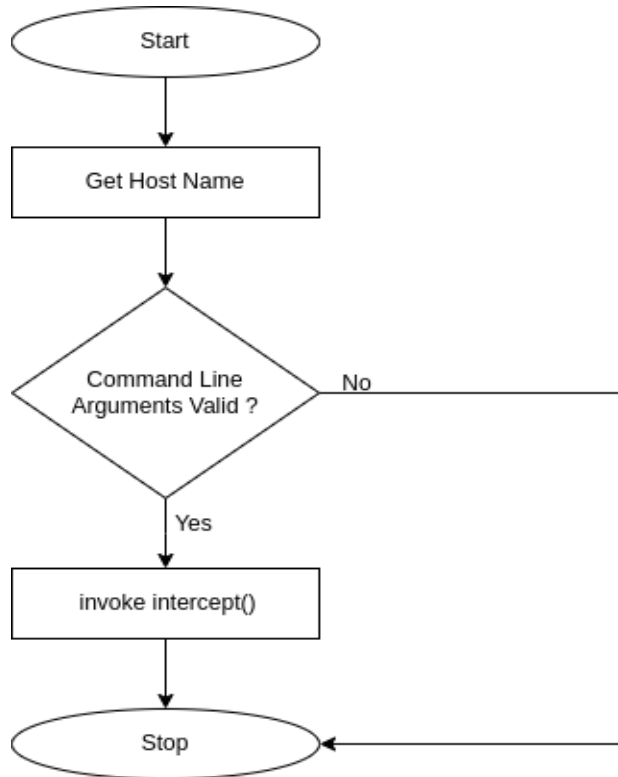 Start
Get Host Name
Command Line
Arguments Valid ?
No
Yes
invoke intercept()
Stop